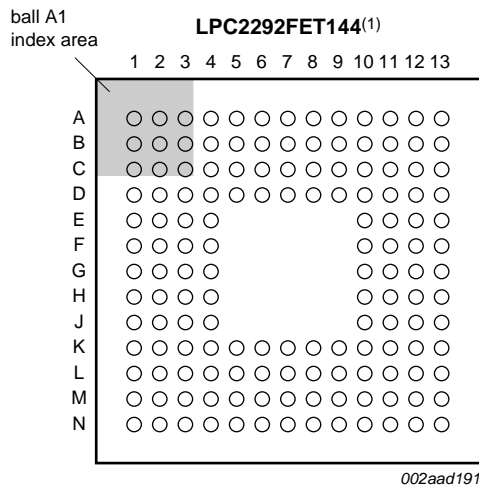 ball A1
index area
LPC2292FET144(1)
1 2 3 4 5 6 7 8 9 10 11 12 13
A
B
C
D
E
F
G
H
J
K
L
M
N
002aad191